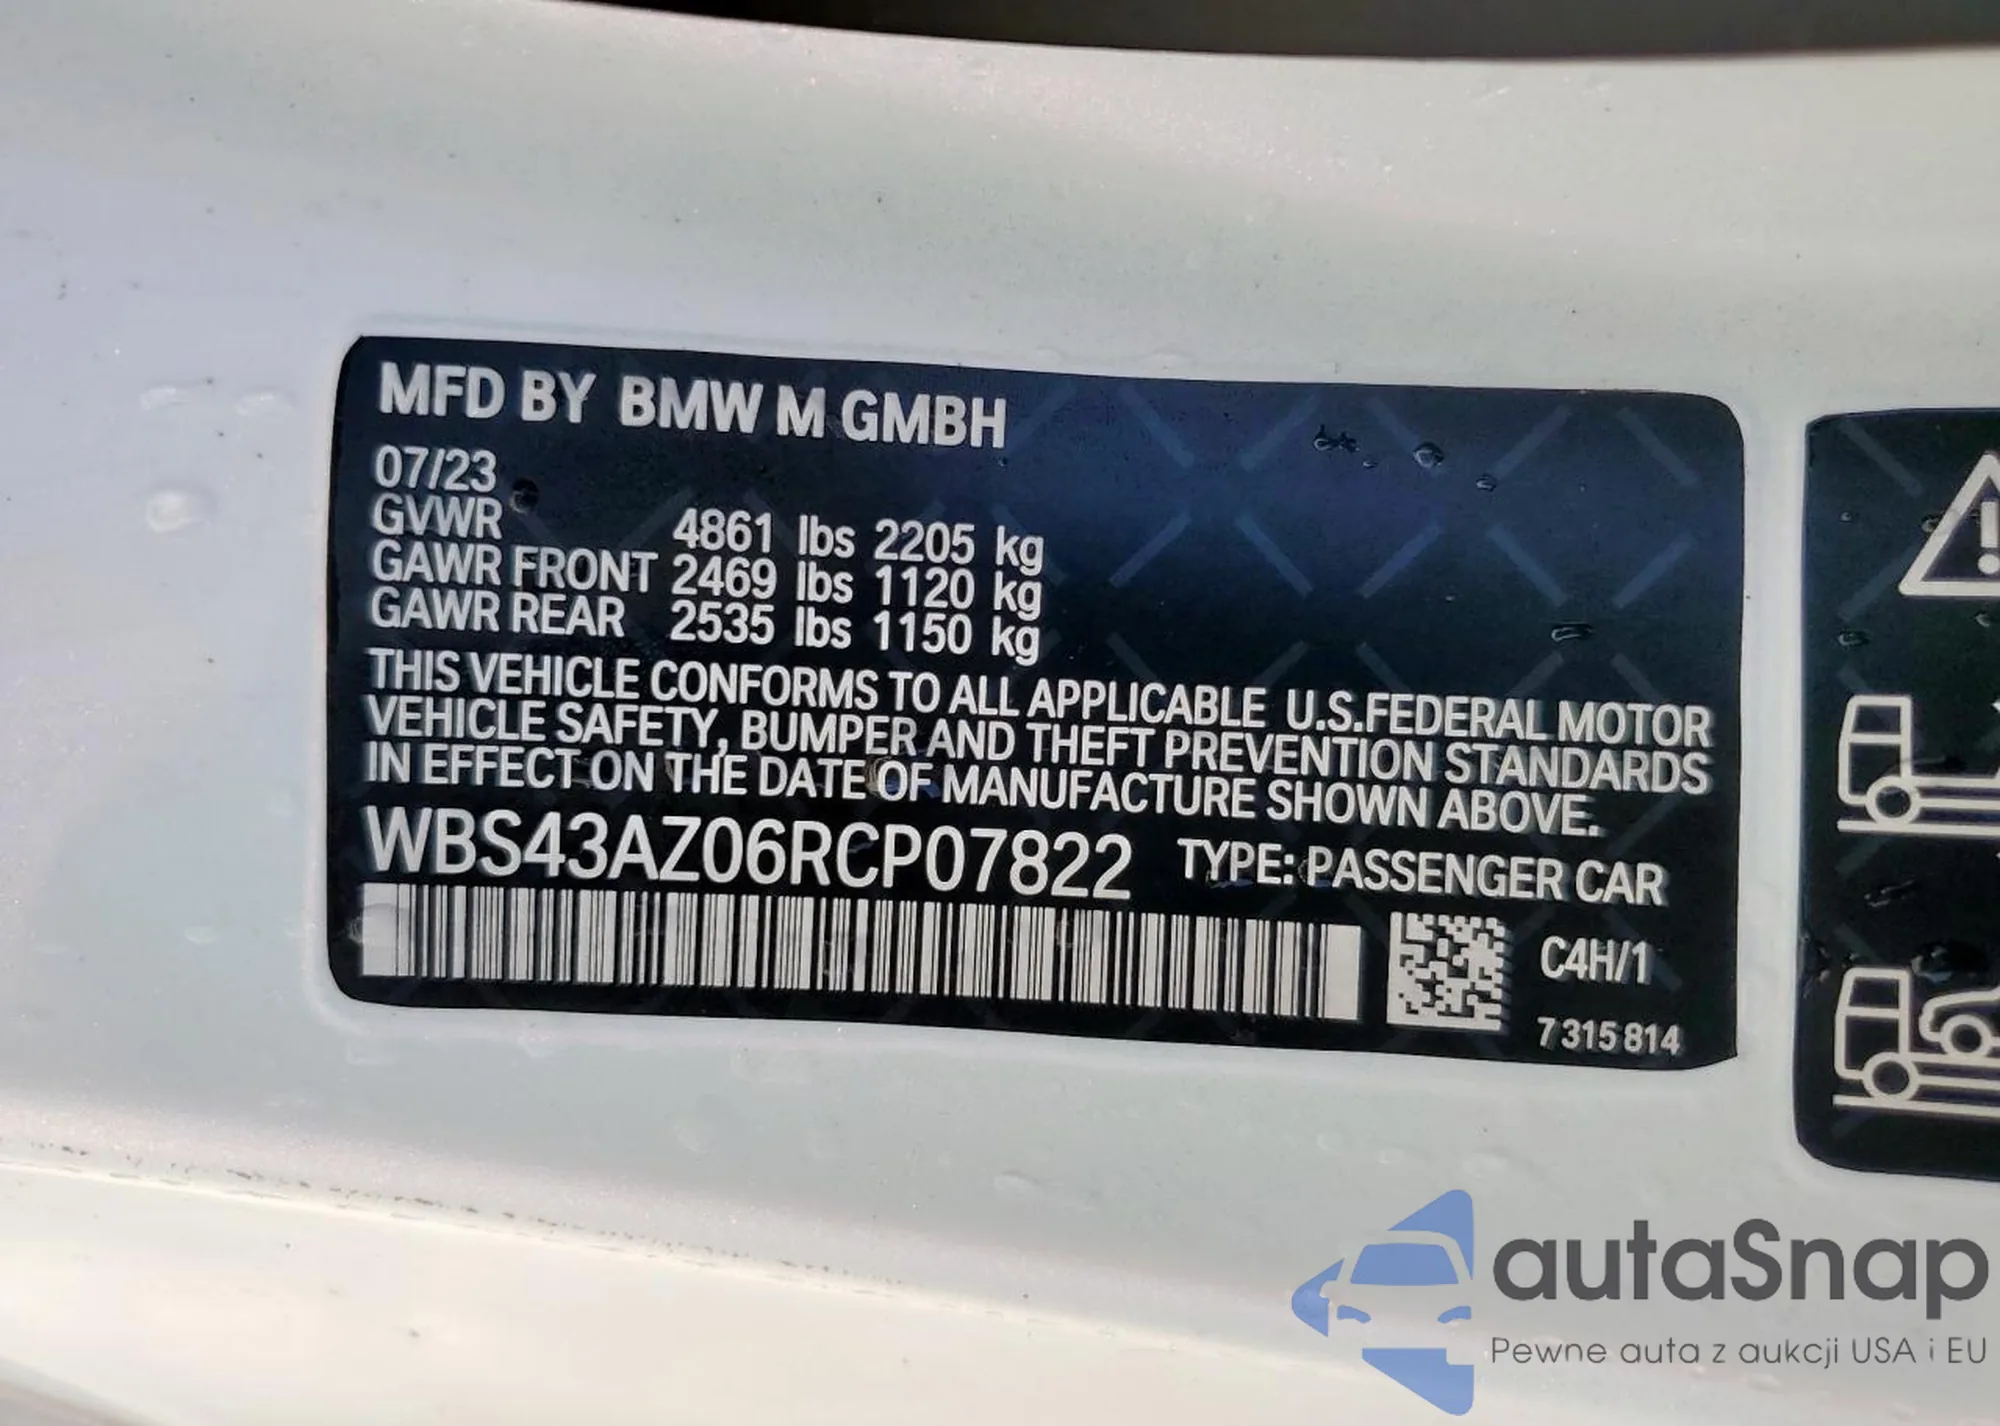 MFD BY BMW M GMBH
07/23
GVWR 4861 lbs 2205 kg
GAWR FRONT 2469 lbs 1120 kg
GAWR REAR 2535 lbs 1150 kg
THIS VEHICLE CONFORMS TO ALL APPLICABLE U.S.FEDERAL MOTOR
VEHICLE SAFETY, BUMPER AND THEFT PREVENTION STANDARDS
IN EFFECT ON THE DATE OF MANUFACTURE SHOWN ABOVE.
WBS43AZ06RCP07822 TYPE: PASSENGER CAR
C4H/1
7 315 814
autaSnap
Pewne auta z aukcji USA i EU